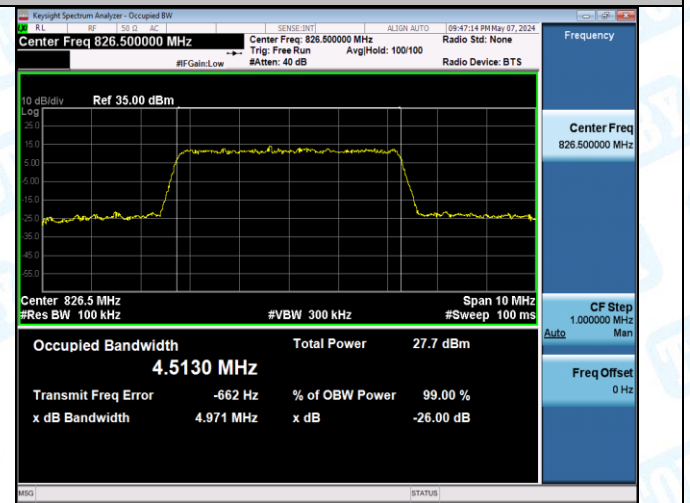 Keysight Spectrum Analyzer - Occupied BW
RL RF 50 Ω AC SENSE:INT ALIGN AUTO 09:47:14 PM May 07, 2024
Center Freq 826.500000 MHz
Center Freq: 826.500000 MHz
Radio Std: None
Trig: Free Run Avg|Hold: 100/100
#IFGain:Low #Atten: 40 dB Radio Device: BTS
Frequency
10 dB/div Ref 35.00 dBm
Log
25.0
15.0
5.00
-5.00
-15.0
-25.0
-35.0
-45.0
-55.0
Center Freq
826.500000 MHz
Center 826.5 MHz Span 10 MHz
#Res BW 100 kHz #VBW 300 kHz #Sweep 100 ms
CF Step
1.000000 MHz
Auto Man
Occupied Bandwidth Total Power 27.7 dBm
4.5130 MHz
Transmit Freq Error -662 Hz % of OBW Power 99.00 %
x dB Bandwidth 4.971 MHz x dB -26.00 dB
Freq Offset
0 Hz
MSG STATUS